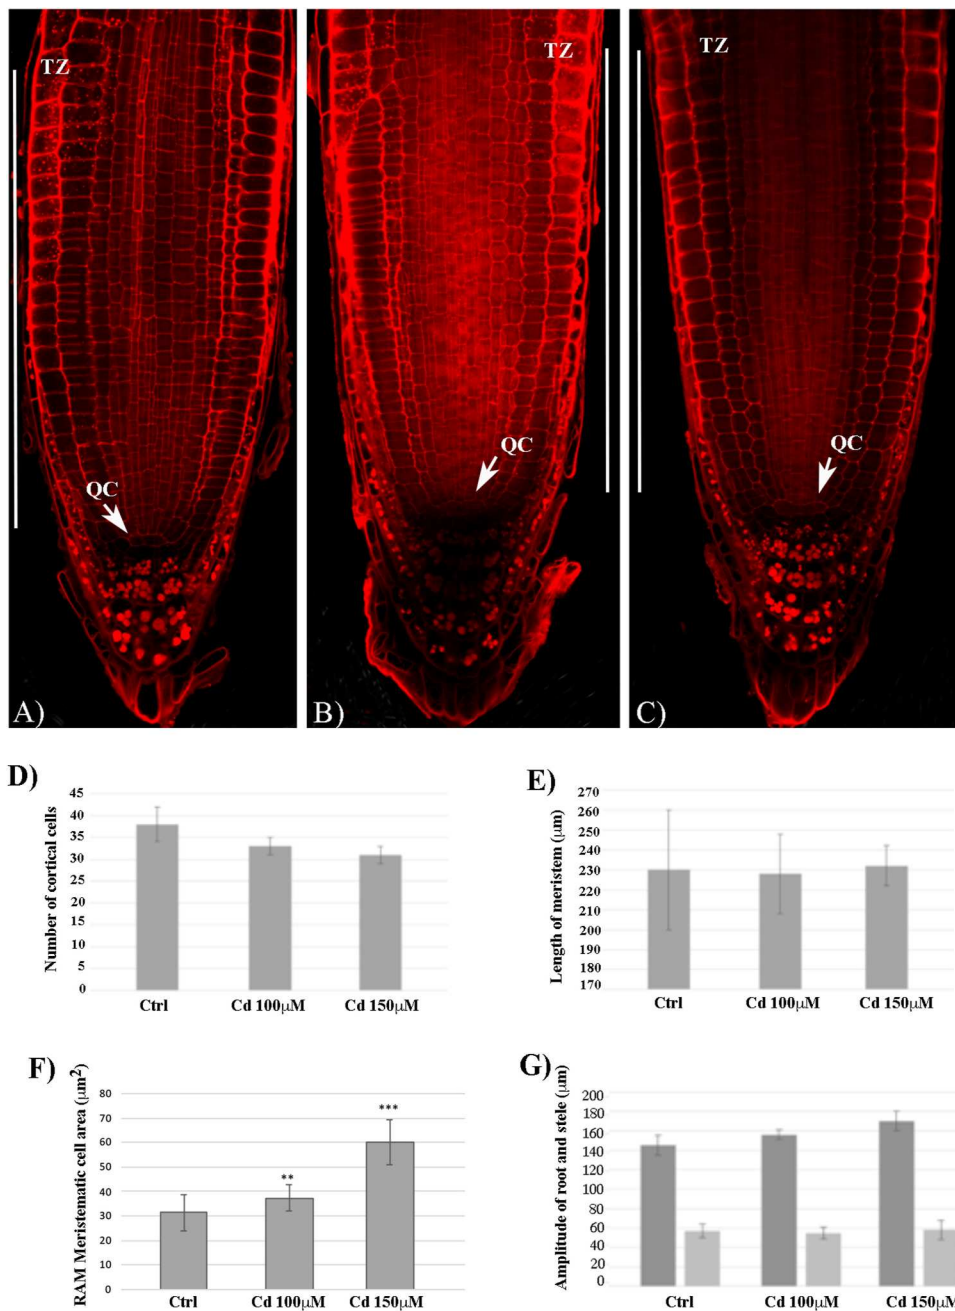 TZ
QC
A)
TZ
QC
B)
TZ
QC
C)
D)
Number of cortical cells
45
40
35
30
25
20
15
10
5
0
Ctrl
Cd 100μM
Cd 150μM
E)
Length of meristem (μm)
270
260
250
240
230
220
210
200
190
180
170
Ctrl
Cd 100μM
Cd 150μM
F)
RAM Meristematic cell area (μm²)
80
70
60
50
40
30
20
10
0
**
***
Ctrl
Cd 100μM
Cd 150μM
G)
Amplitude of root and stele (μm)
200
180
160
140
120
100
80
60
40
20
0
Ctrl
Cd 100μM
Cd 150μM